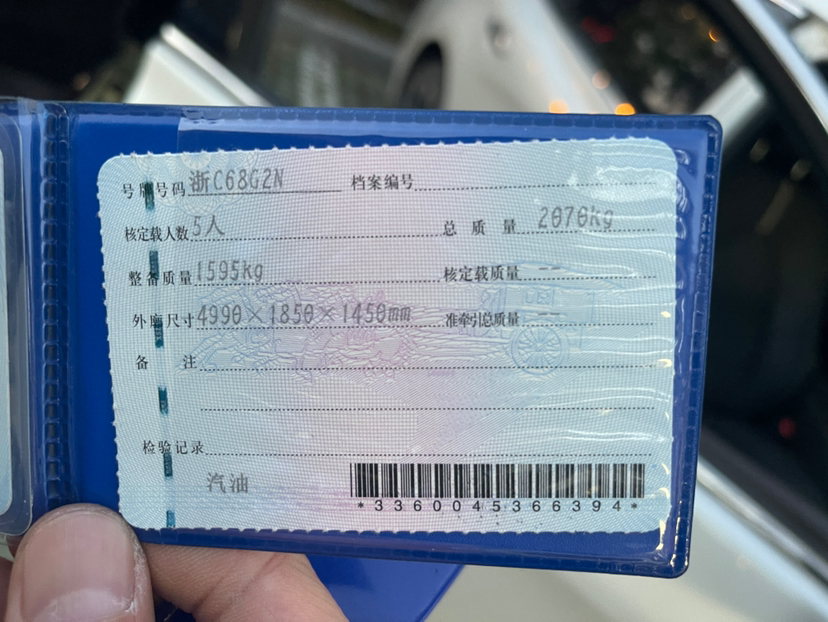 号牌号码 浙C68G2N 档案编号
核定载人数 5人 总质量 2070kg
整备质量 1595kg 核定载质量 --
外廓尺寸 4990×1850×1450mm 准牵引总质量 --
备注
检验记录
汽油
*3360045366394*